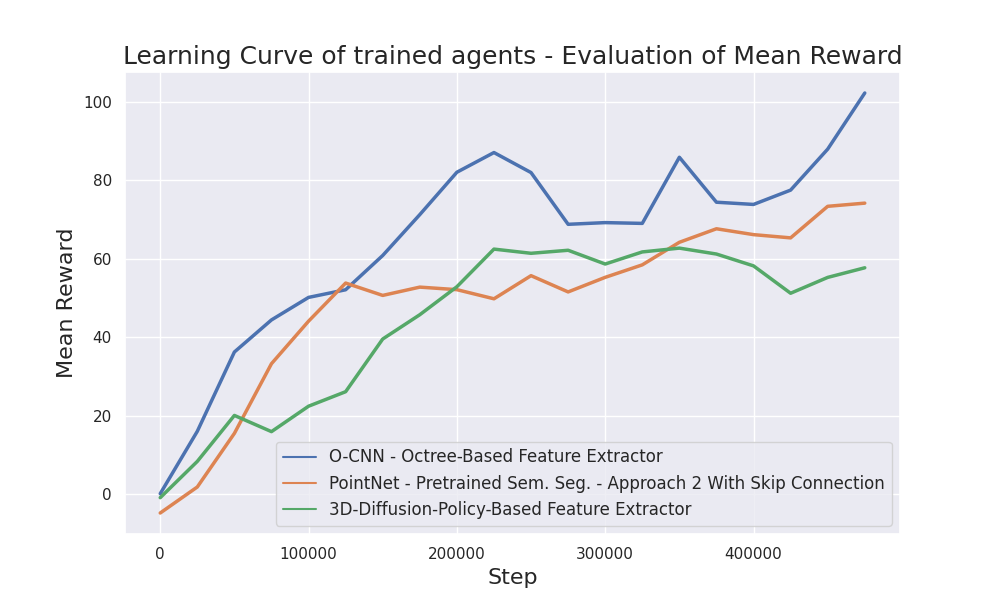 Learning Curve of trained agents - Evaluation of Mean Reward
100
80
60
40
20
0
Mean Reward
O-CNN - Octree-Based Feature Extractor
PointNet - Pretrained Sem. Seg. - Approach 2 With Skip Connection
3D-Diffusion-Policy-Based Feature Extractor
0 100000 200000 300000 400000
Step